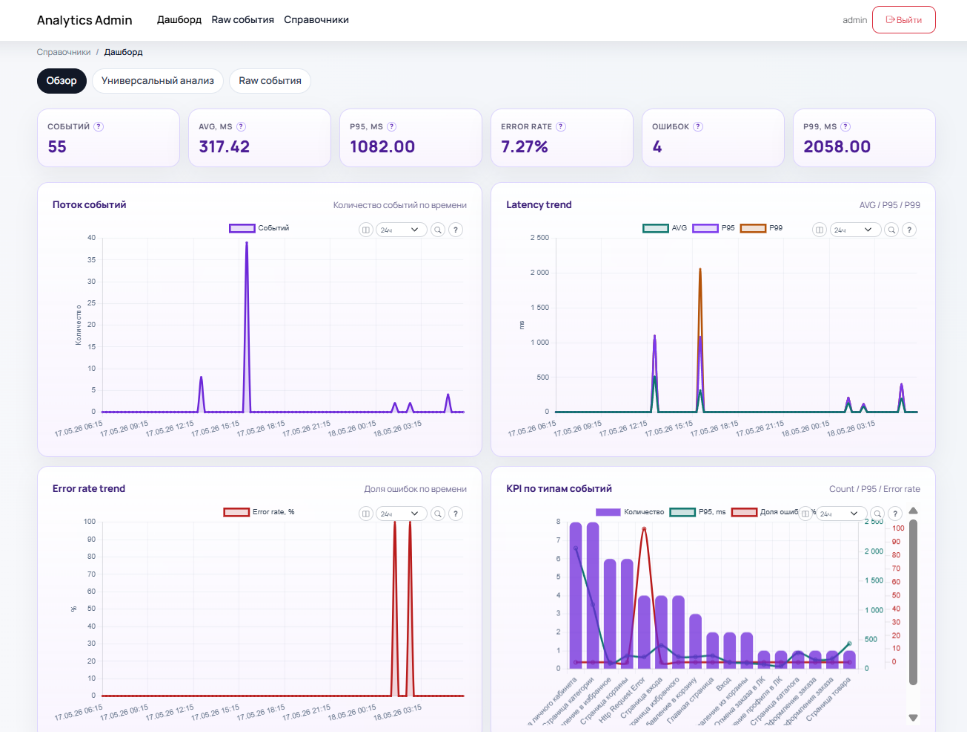 Analytics Admin Дашборд Raw события Справочники admin Выйти
Справочники / Дашборд
Обзор Универсальный анализ Raw события
СОБЫТИЙ ? AVG, MS ? P95, MS ? ERROR RATE ? ОШИБОК ? P99, MS ?
55 317.42 1082.00 7.27% 4 2058.00
Поток событий Количество событий по времени
Событий 24ч ?
40
35
30
25
20
15
10
5
0
Количество
17.05.26 06:15 17.05.26 09:15 17.05.26 12:15 17.05.26 15:15 17.05.26 18:15 17.05.26 21:15 18.05.26 00:15 18.05.26 03:15
Latency trend AVG / P95 / P99
AVG P95 P99 24ч ?
2 500
2 000
1 500
1 000
500
0
ms
17.05.26 06:15 17.05.26 09:15 17.05.26 12:15 17.05.26 15:15 17.05.26 18:15 17.05.26 21:15 18.05.26 00:15 18.05.26 03:15
Error rate trend Доля ошибок по времени
Error rate, % 24ч ?
100
90
80
70
60
50
40
30
20
10
0
%
17.05.26 06:15 17.05.26 09:15 17.05.26 12:15 17.05.26 15:15 17.05.26 18:15 17.05.26 21:15 18.05.26 00:15 18.05.26 03:15
KPI по типам событий Count / P95 / Error rate
Количество P95, ms Доля ошиб % 24ч ?
8
7
6
5
4
3
2
1
0
2 500
2 000
1 500
1 000
500
0
100
90
80
70
60
50
40
30
20
10
0
личного кабинета
Страница категории
в избранное
Страница корзины
Http Request Error
Страница входа
избранного
в корзину
Главная страница
Вход
из корзины
Отмена заказа в ЛК
профиля в ЛК
Страница каталога
оформления заказа
Оформление заказа
Страница товара